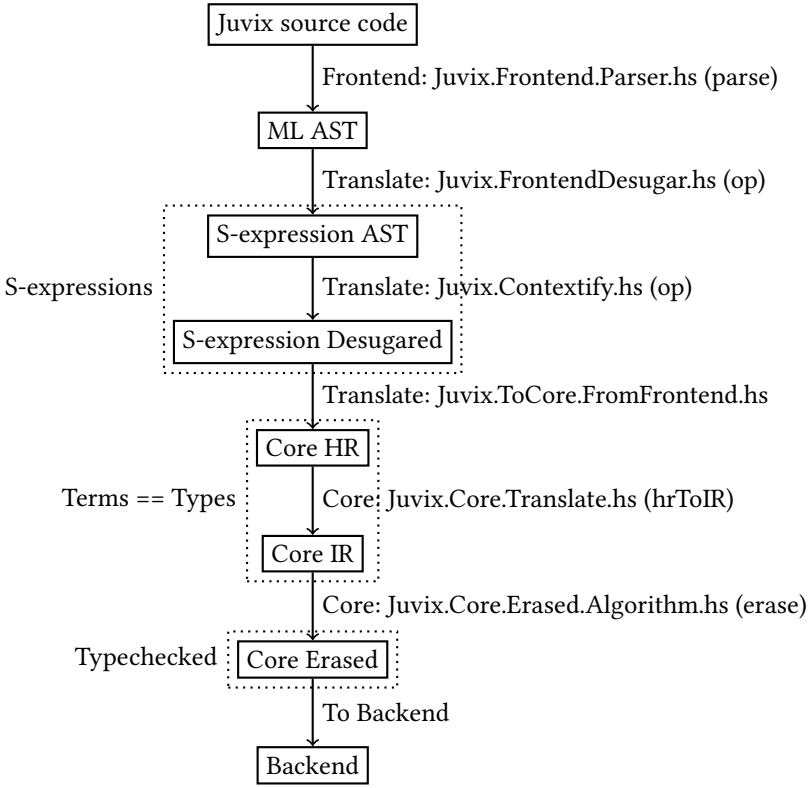 Juvix source code
Frontend: Juvix.Frontend.Parser.hs (parse)
ML AST
Translate: Juvix.FrontendDesugar.hs (op)
S-expression AST
S-expressions
Translate: Juvix.Contextify.hs (op)
S-expression Desugared
Translate: Juvix.ToCore.FromFrontend.hs
Core HR
Terms == Types
Core: Juvix.Core.Translate.hs (hrToIR)
Core IR
Core: Juvix.Core.Erased.Algorithm.hs (erase)
Typechecked
Core Erased
To Backend
Backend